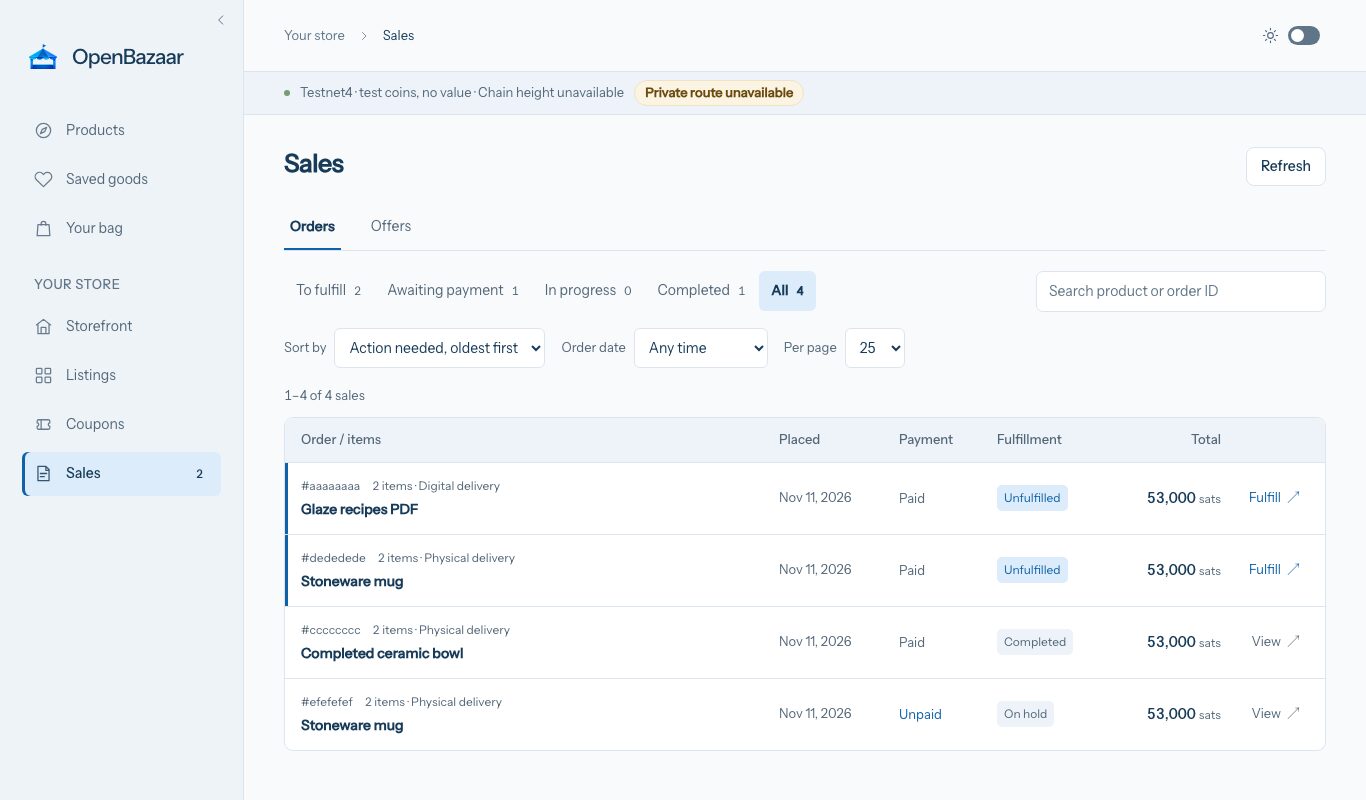 OpenBazaar
Products
Saved goods
Your bag
YOUR STORE
Storefront
Listings
Coupons
Sales 2
Your store > Sales
Testnet4 · test coins, no value · Chain height unavailable Private route unavailable
Sales
Refresh
Orders Offers
To fulfill 2 Awaiting payment 1 In progress 0 Completed 1 All 4
Search product or order ID
Sort by Action needed, oldest first Order date Any time Per page 25
1–4 of 4 sales
Order / items Placed Payment Fulfillment Total
#aaaaaaaa 2 items · Digital delivery
Glaze recipes PDF
Nov 11, 2026 Paid Unfulfilled 53,000 sats Fulfill ↗
#dededede 2 items · Physical delivery
Stoneware mug
Nov 11, 2026 Paid Unfulfilled 53,000 sats Fulfill ↗
#cccccccc 2 items · Physical delivery
Completed ceramic bowl
Nov 11, 2026 Paid Completed 53,000 sats View ↗
#efefefef 2 items · Physical delivery
Stoneware mug
Nov 11, 2026 Unpaid On hold 53,000 sats View ↗